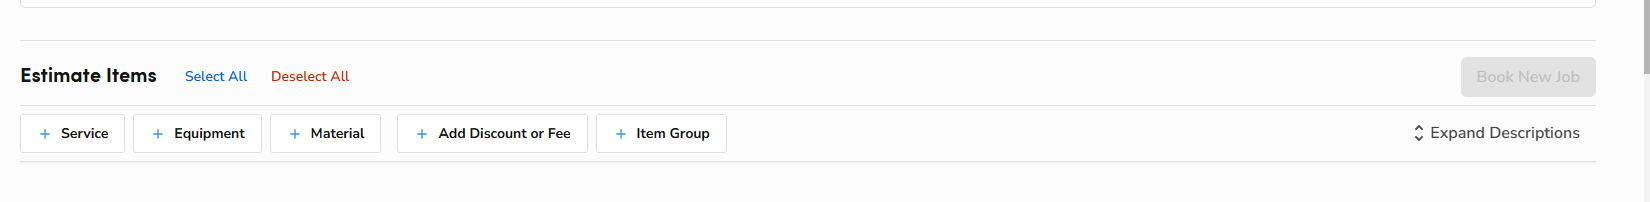 Estimate Items Select All Deselect All Book New Job
+ Service + Equipment + Material + Add Discount or Fee + Item Group Expand Descriptions